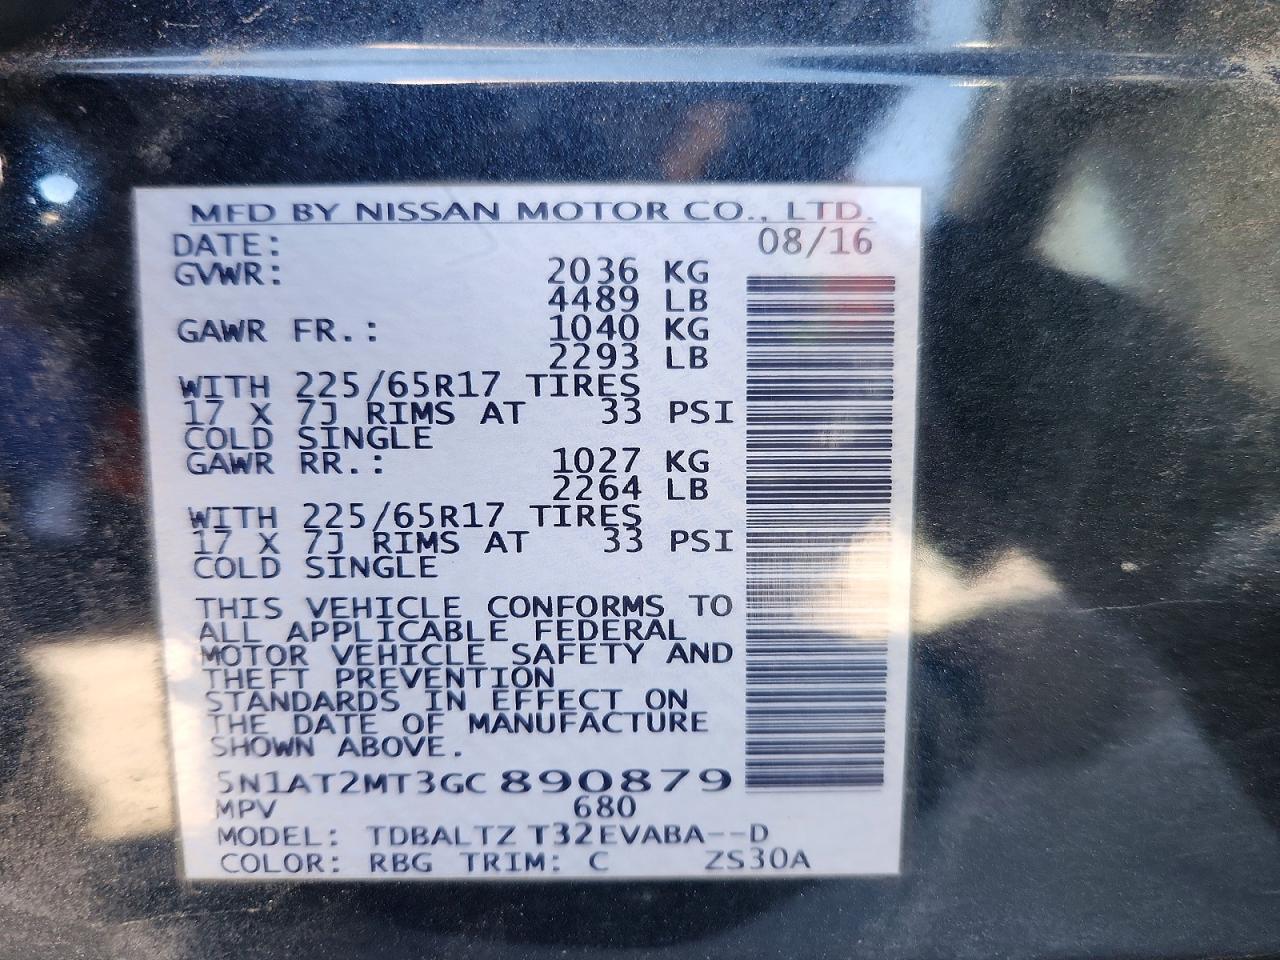 MFD BY NISSAN MOTOR CO., LTD.
DATE: 08/16
GVWR: 2036 KG
4489 LB
GAWR FR.: 1040 KG
2293 LB
WITH 225/65R17 TIRES
17 X 7J RIMS AT 33 PSI
COLD SINGLE
GAWR RR.: 1027 KG
2264 LB
WITH 225/65R17 TIRES
17 X 7J RIMS AT 33 PSI
COLD SINGLE
THIS VEHICLE CONFORMS TO
ALL APPLICABLE FEDERAL
MOTOR VEHICLE SAFETY AND
THEFT PREVENTION
STANDARDS IN EFFECT ON
THE DATE OF MANUFACTURE
SHOWN ABOVE.
5N1AT2MT3GC890879
MPV 680
MODEL: TDBALTZ T32EVABA--D
COLOR: RBG TRIM: C ZS30A